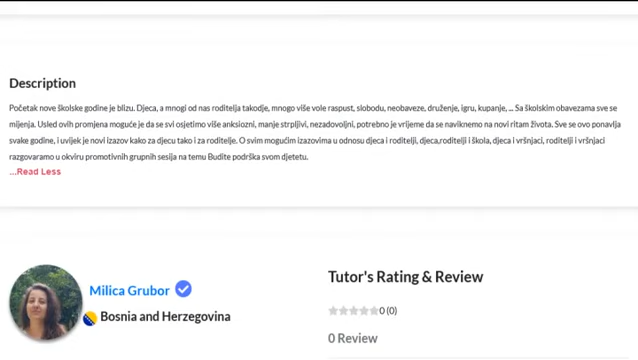 Description
Početak nove školske godine je blizu. Djeca, a mnogi od nas roditelja takodje, mnogo više vole raspust, slobodu, neobaveze, druženje, igru, kupanje, ... Sa školskim obavezama sve se
mijenja. Usled ovih promjena moguće je da se svi osjetimo više anksiozni, manje strpljivi, nezadovoljni, potrebno je vrijeme da se naviknemo na novi ritam života. Sve se ovo ponavlja
svake godine, i uvijek je novi izazov kako za djecu tako i za roditelje. O svim mogućim izazovima u odnosu djeca i roditelji, djeca,roditelji i škola, djeca i vršnjaci, roditelji i vršnjaci
razgovaramo u okviru promotivnih grupnih sesija na temu Budite podrška svom djetetu.
...Read Less
Milica Grubor
Bosnia and Herzegovina
Tutor's Rating & Review
0 (0)
0 Review